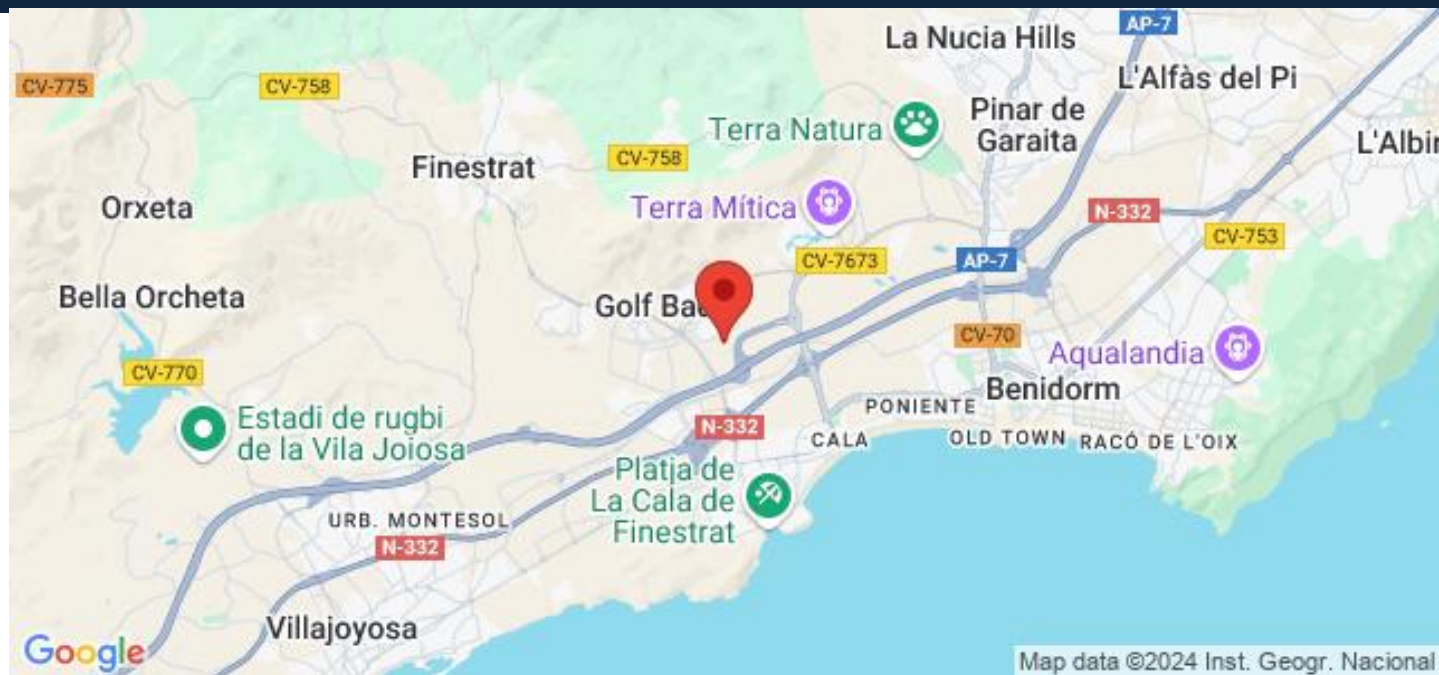 La Nucia Hills
AP-7
L'Alfàs del Pi
CV-775
CV-758
Terra Natura
Pinar de
Garaita
L'Albir
Finestrat
CV-758
Orxeta
Terra Mítica
N-332
CV-753
CV-7673
AP-7
Bella Orcheta
Golf
CV-70
Aqualandia
CV-770
Benidorm
PONIENTE
Estadi de rugbi
de la Vila Joiosa
N-332
CALA
OLD TOWN
RACÓ DE L'OIX
Platja de
La Cala de
Finestrat
URB. MONTESOL
N-332
Villajoyosa
Google
Map data ©2024 Inst. Geogr. Nacional